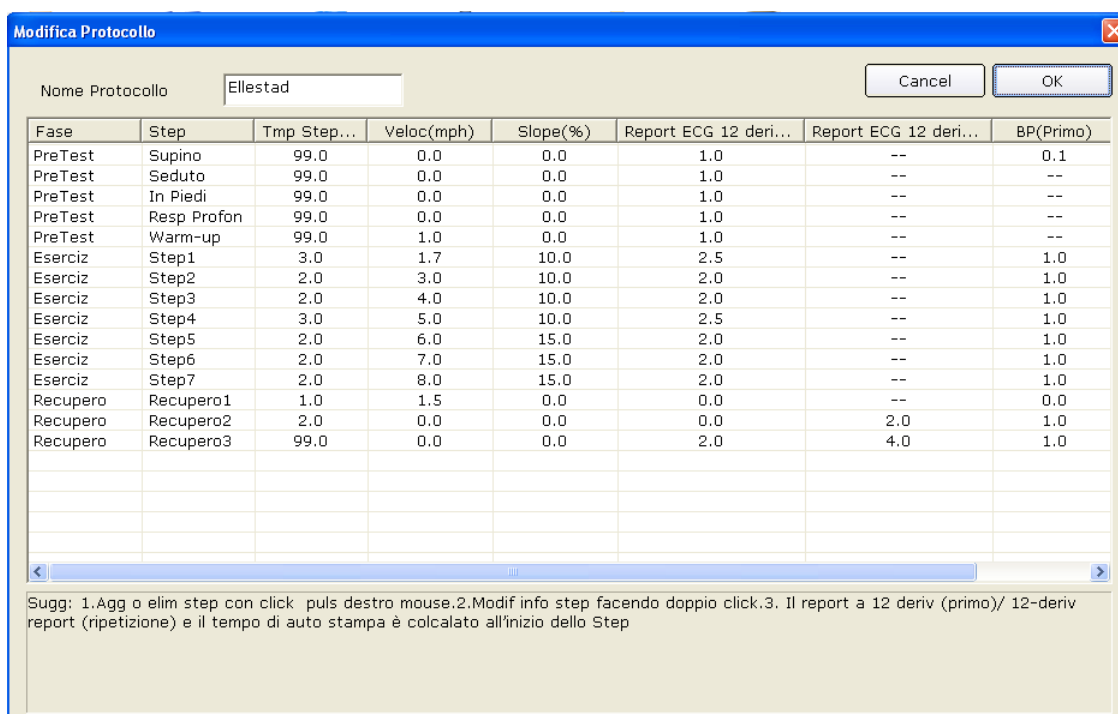 Modifica Protocollo
Nome Protocollo Ellestad Cancel OK
Fase Step Tmp Step... Veloc(mph) Slope(%) Report ECG 12 deri... Report ECG 12 deri... BP(Primo)
PreTest Supino 99.0 0.0 0.0 1.0 -- 0.1
PreTest Seduto 99.0 0.0 0.0 1.0 -- --
PreTest In Piedi 99.0 0.0 0.0 1.0 -- --
PreTest Resp Profon 99.0 0.0 0.0 1.0 -- --
PreTest Warm-up 99.0 1.0 0.0 1.0 -- --
Eserciz Step1 3.0 1.7 10.0 2.5 -- 1.0
Eserciz Step2 2.0 3.0 10.0 2.0 -- 1.0
Eserciz Step3 2.0 4.0 10.0 2.0 -- 1.0
Eserciz Step4 3.0 5.0 10.0 2.5 -- 1.0
Eserciz Step5 2.0 6.0 15.0 2.0 -- 1.0
Eserciz Step6 2.0 7.0 15.0 2.0 -- 1.0
Eserciz Step7 2.0 8.0 15.0 2.0 -- 1.0
Recupero Recupero1 1.0 1.5 0.0 0.0 -- 0.0
Recupero Recupero2 2.0 0.0 0.0 0.0 2.0 1.0
Recupero Recupero3 99.0 0.0 0.0 2.0 4.0 1.0
Sugg: 1.Agg o elim step con click puls destro mouse.2.Modif info step facendo doppio click.3. Il report a 12 deriv (primo)/ 12-deriv
report (ripetizione) e il tempo di auto stampa è colcalato all'inizio dello Step